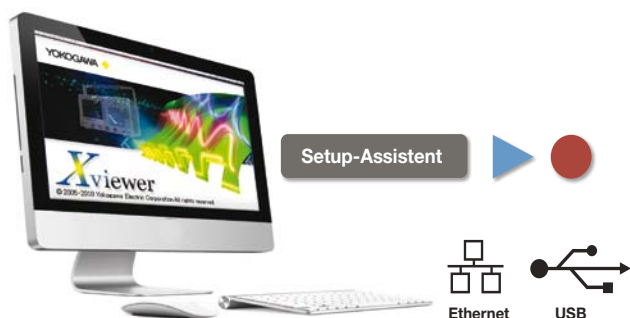 YOKOGAWA
Xviewer
© 2005-2010 Yokogawa Electric Corporation All rights reserved.
Setup-Assistent
Ethernet
USB